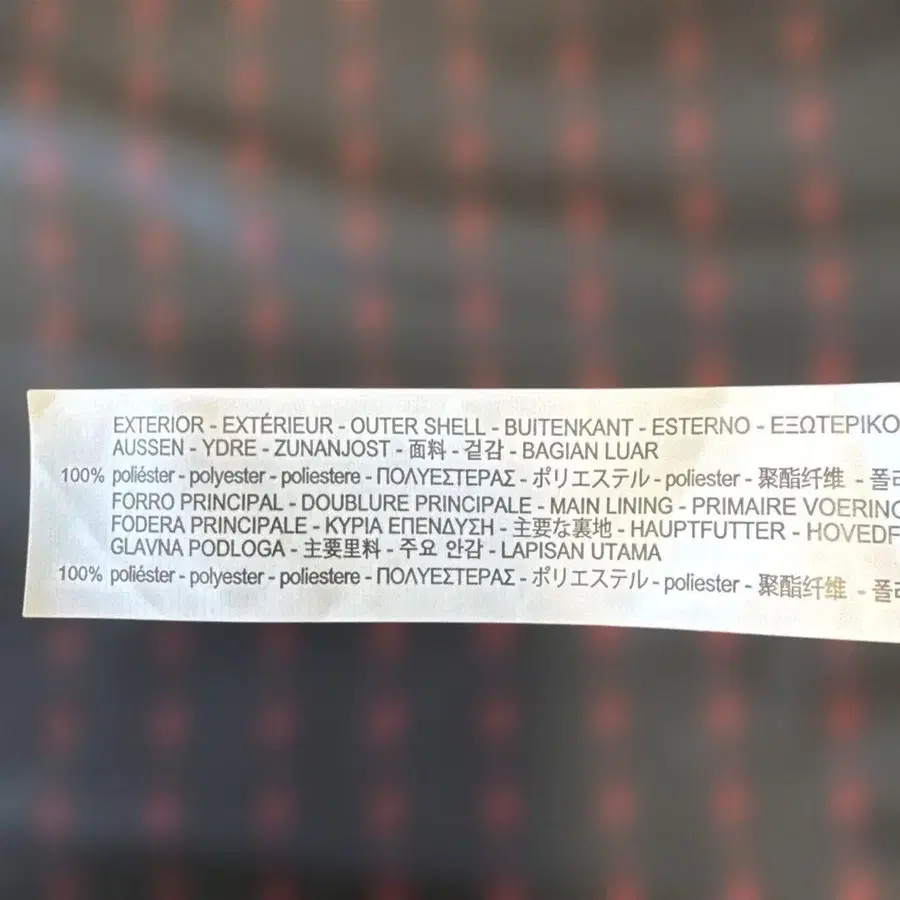 EXTERIOR - EXTÉRIEUR - OUTER SHELL - BUITENKANT - ESTERNO - ΕΞΩΤΕΡΙΚΟ
AUSSEN - YDRE - ZUNANJOST - 面料 - 겉감 - BAGIAN LUAR
100% poliéster - polyester - poliestere - ΠΟΛΥΕΣΤΕΡΑΣ - ポリエステル - poliester - 聚酯纤维 - 폴
FORRO PRINCIPAL - DOUBLURE PRINCIPALE - MAIN LINING - PRIMAIRE VOERING
FODERA PRINCIPALE - ΚΥΡΙΑ ΕΠΕΝΔΥΣΗ - 主要な裏地 - HAUPTFUTTER - HOVEDF
GLAVNA PODLOGA - 主要里料 - 주요 안감 - LAPISAN UTAMA
100% poliéster - polyester - poliestere - ΠΟΛΥΕΣΤΕΡΑΣ - ポリエステル - poliester - 聚酯纤维 - 폴